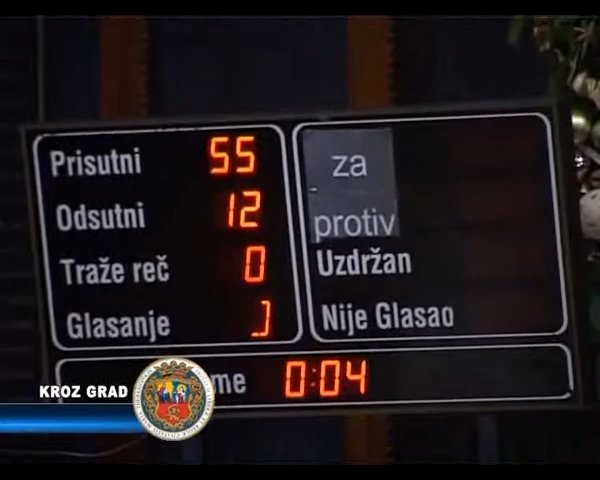 Prisutni 55
Odsutni 12
Traže reč 0
Glasanje
za
protiv
Uzdržan
Nije Glasao
me 0:04
KROZ GRAD